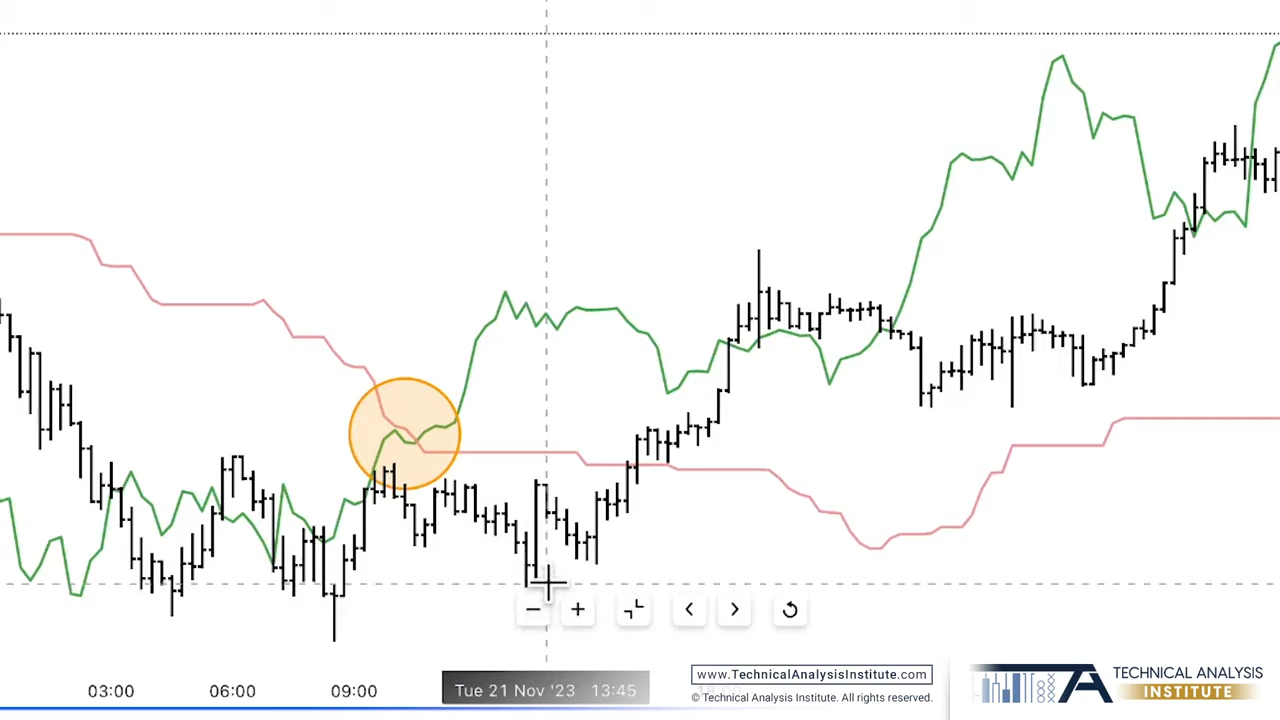 03:00
06:00
09:00
Tue 21 Nov '23 13:45
www.TechnicalAnalysisInstitute.com
© Technical Analysis Institute. All rights reserved.
TA
TECHNICAL ANALYSIS
INSTITUTE